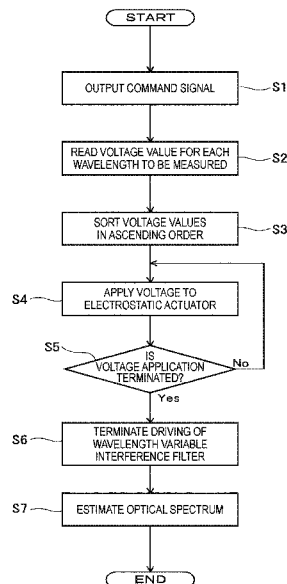 START
OUTPUT COMMAND SIGNAL
S1
READ VOLTAGE VALUE FOR EACH
WAVELENGTH TO BE MEASURED
S2
SORT VOLTAGE VALUES
IN ASCENDING ORDER
S3
S4
APPLY VOLTAGE TO
ELECTROSTATIC ACTUATOR
S5
IS
VOLTAGE APPLICATION
TERMINATED?
No
Yes
S6
TERMINATE DRIVING OF
WAVELENGTH VARIABLE
INTERFERENCE FILTER
S7
ESTIMATE OPTICAL SPECTRUM
END